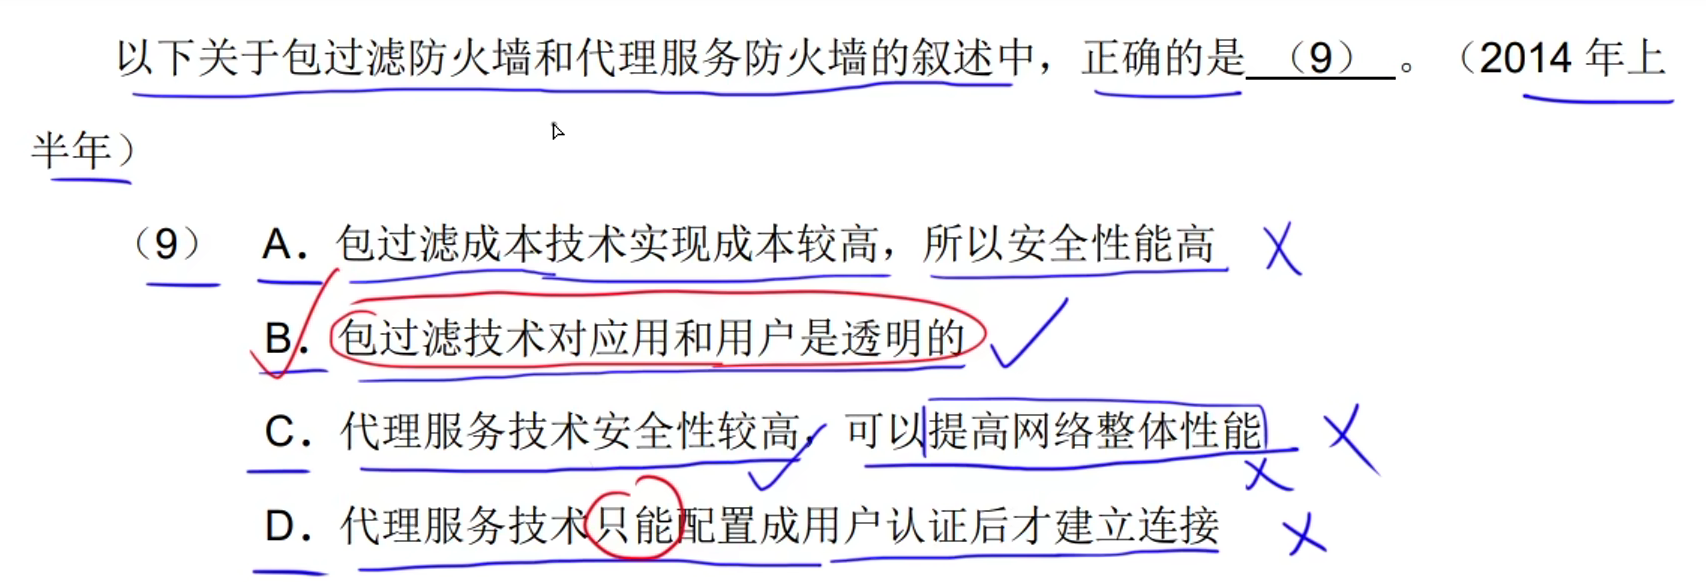 以下关于包过滤防火墙和代理服务防火墙的叙述中，正确的是 （9） 。（2014 年上
半年）
（9） A．包过滤成本技术实现成本较高，所以安全性能高
B．包过滤技术对应用和用户是透明的
C．代理服务技术安全性较高，可以提高网络整体性能
D．代理服务技术只能配置成用户认证后才建立连接